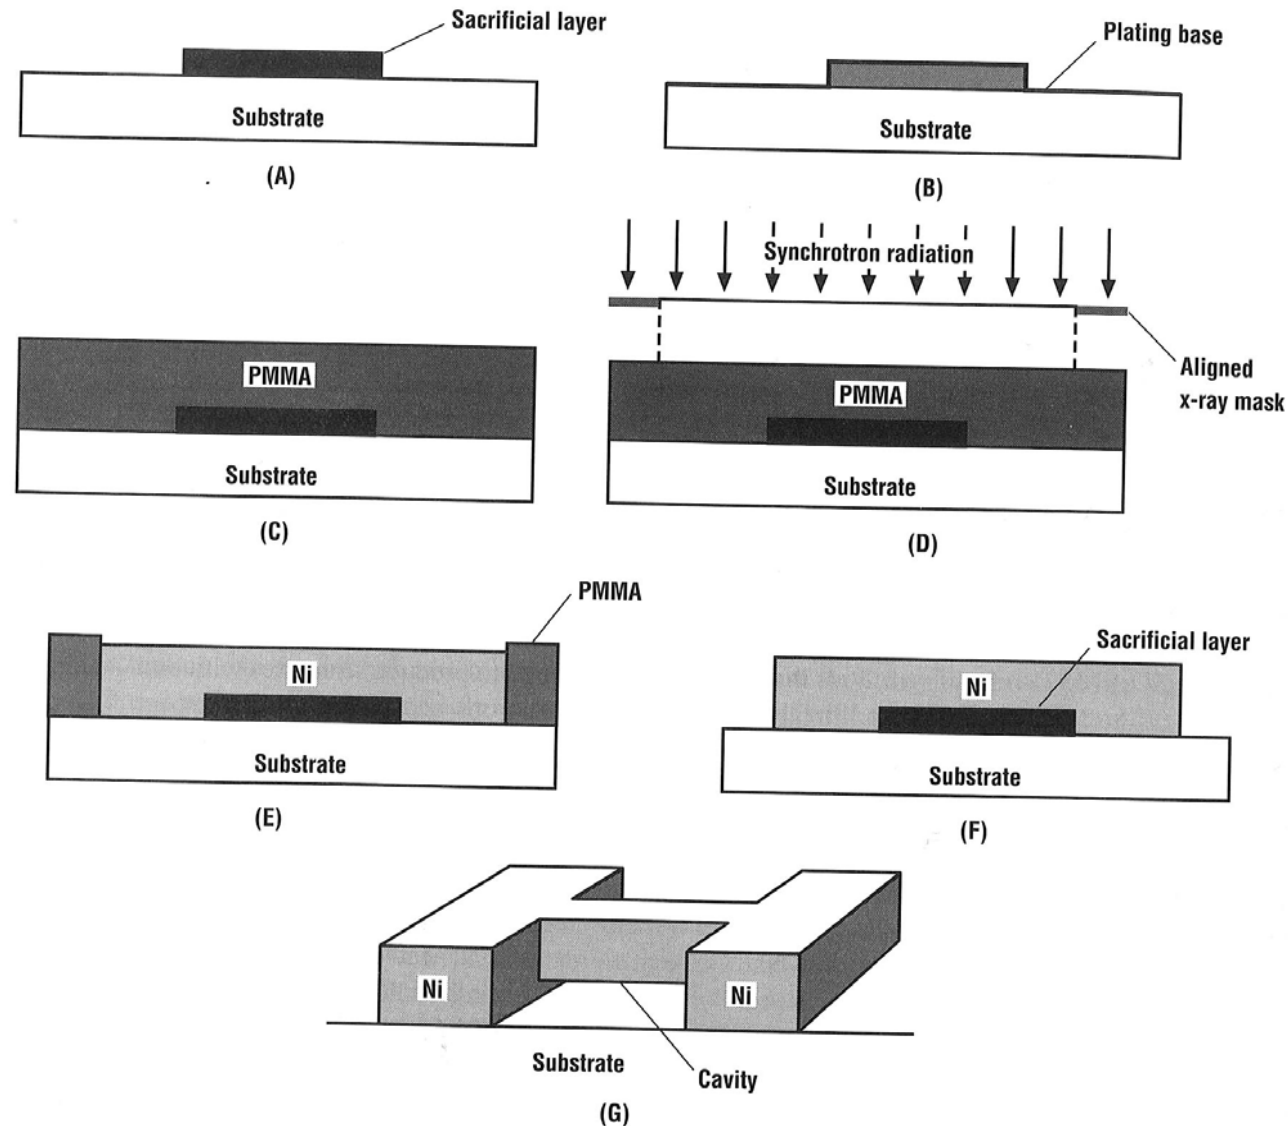 Sacrificial layer
Substrate
(A)
Plating base
Substrate
(B)
PMMA
Substrate
(C)
Synchrotron radiation
Aligned
x-ray mask
PMMA
Substrate
(D)
PMMA
Ni
Substrate
(E)
Sacrificial layer
Ni
Substrate
(F)
Ni
Ni
Substrate
Cavity
(G)